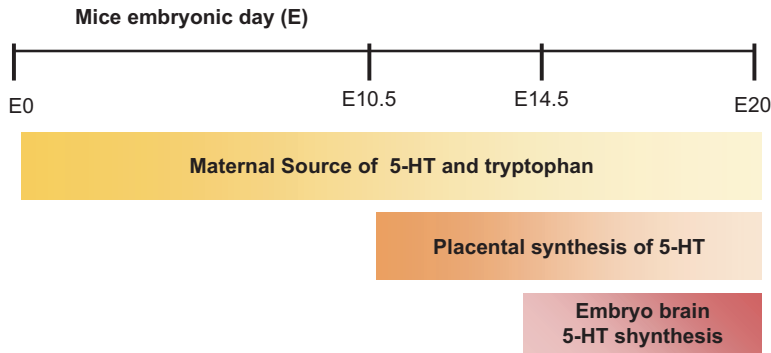 Mice embryonic day (E)
E0
E10.5
E14.5
E20
Maternal Source of 5-HT and tryptophan
Placental synthesis of 5-HT
Embryo brain
5-HT shynthesis